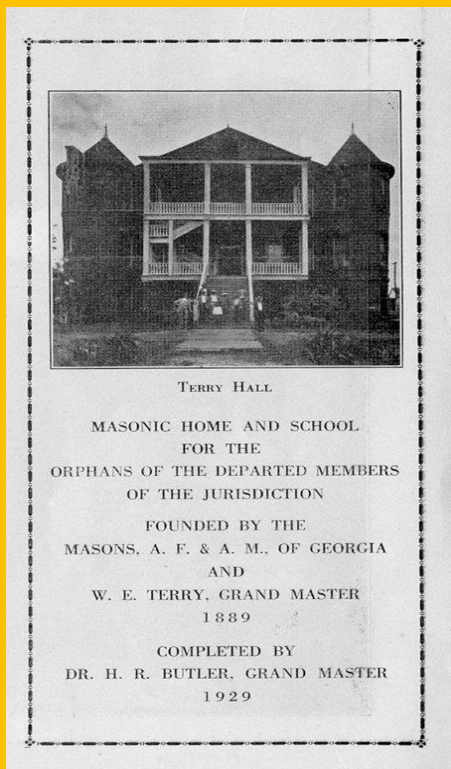 TERRY HALL
MASONIC HOME AND SCHOOL
FOR THE
ORPHANS OF THE DEPARTED MEMBERS
OF THE JURISDICTION
FOUNDED BY THE
MASONS, A. F. & A. M., OF GEORGIA
AND
W. E. TERRY, GRAND MASTER
1889
COMPLETED BY
DR. H. R. BUTLER, GRAND MASTER
1929